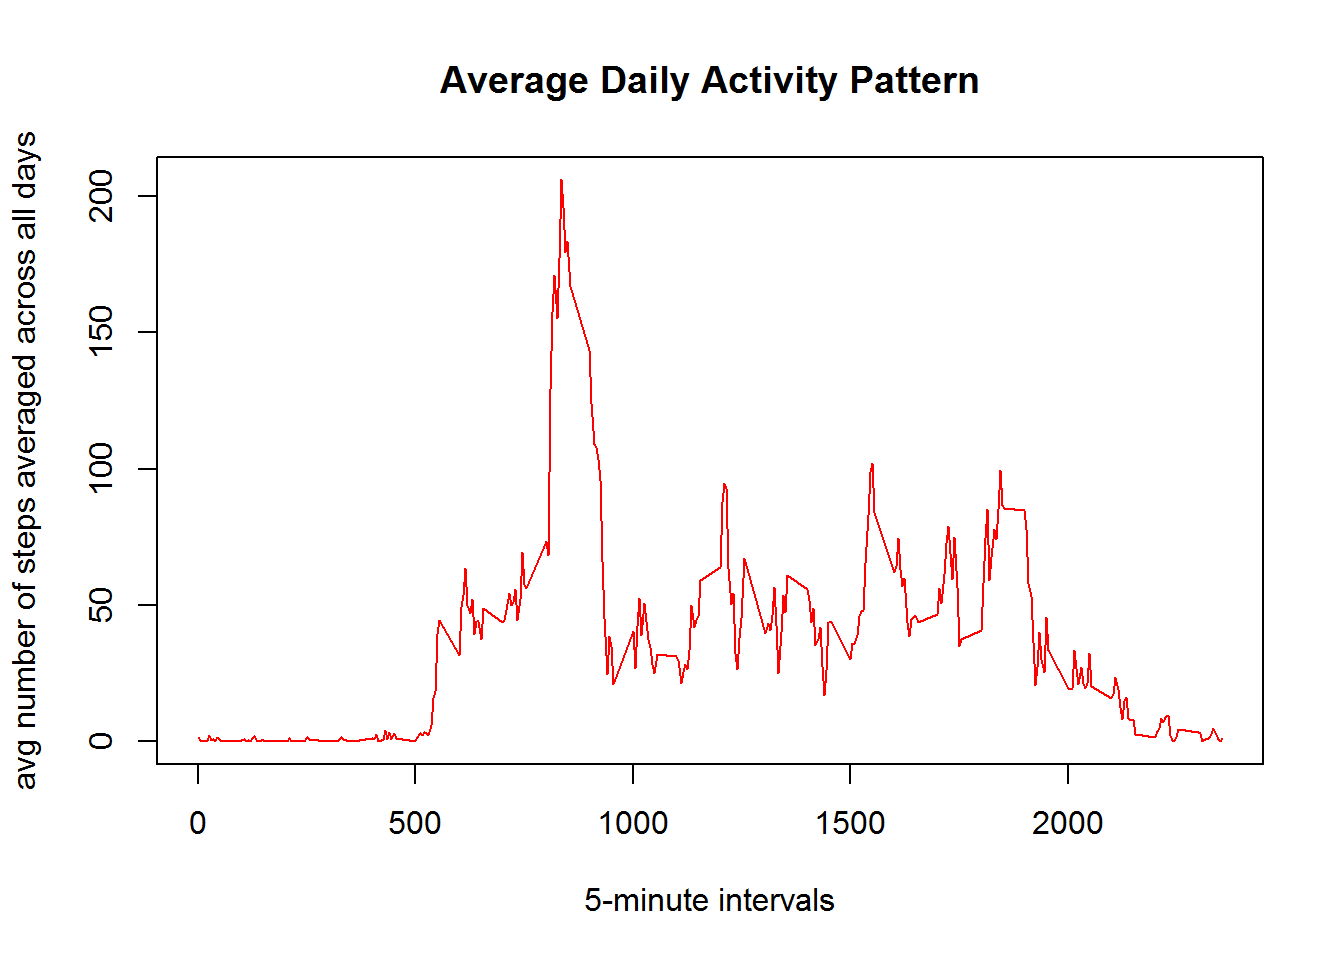 Average Daily Activity Pattern
avg number of steps averaged across all days
200
150
100
50
0
0 500 1000 1500 2000
5-minute intervals